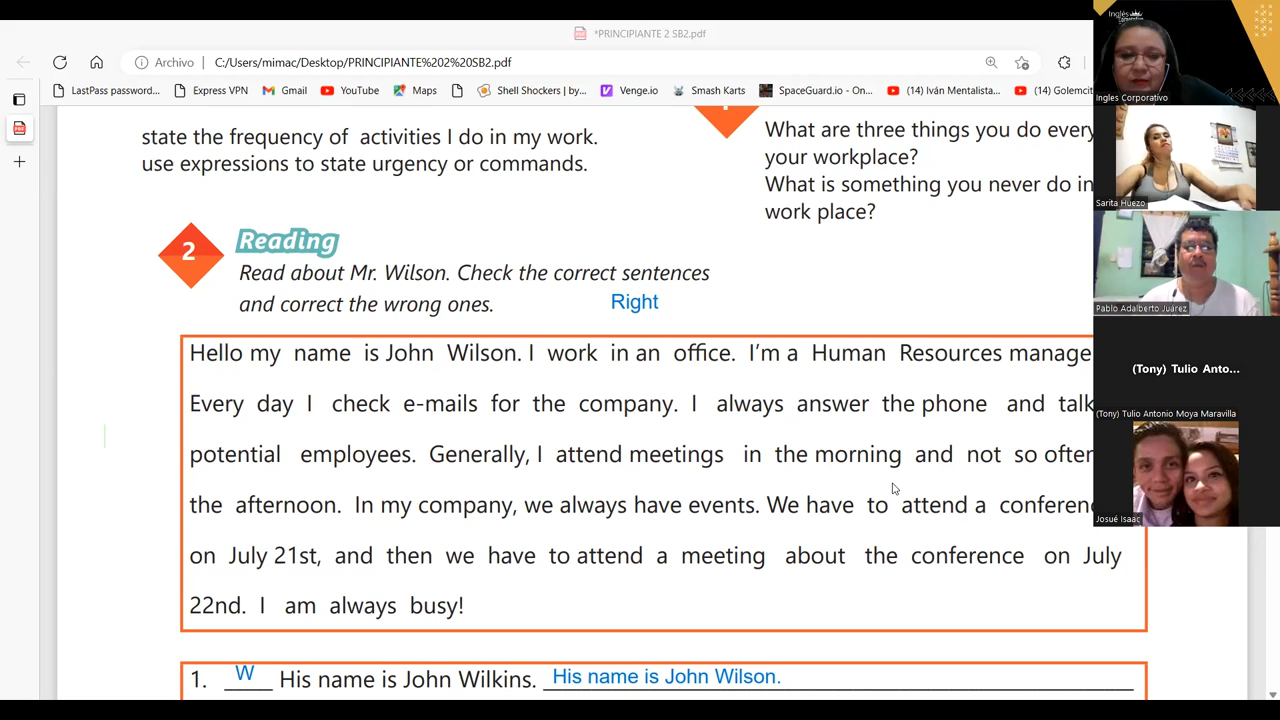 *PRINCIPIANTE 2 SB2.pdf
Archivo
C:/Users/mimac/Desktop/PRINCIPIANTE%202%20SB2.pdf
LastPass password...
Express VPN
Gmail
YouTube
Maps
Shell Shockers | by...
Venge.io
Smash Karts
SpaceGuard.io - On...
(14) Iván Mentalista...
(14) Golemcit
state the frequency of activities I do in my work.
use expressions to state urgency or commands.
What are three things you do every
your workplace?
What is something you never do in
work place?
2
Reading
Read about Mr. Wilson. Check the correct sentences
and correct the wrong ones.
Right
Hello my name is John Wilson. I work in an office. I'm a Human Resources manage
Every day I check e-mails for the company. I always answer the phone and talk
potential employees. Generally, I attend meetings in the morning and not so often
the afternoon. In my company, we always have events. We have to attend a conferenc
on July 21st, and then we have to attend a meeting about the conference on July
22nd. I am always busy!
1. W His name is John Wilkins. His name is John Wilson.
Inglés
Corporativo
Ingles Corporativo
Sarita Huezo
Pablo Adalberto Juárez
(Tony) Tulio Anto...
(Tony) Tulio Antonio Moya Maravilla
Josué Isaac